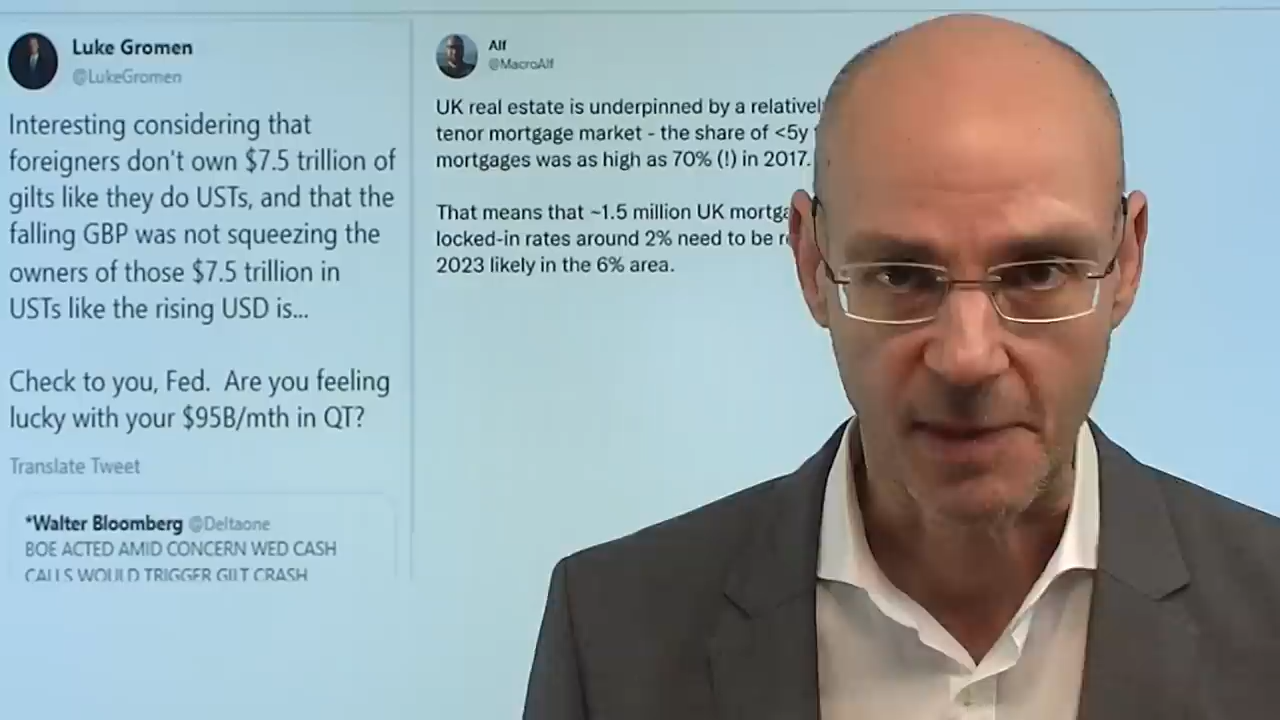 Luke Gromen
@LukeGromen
Interesting considering that
foreigners don't own $7.5 trillion of
gilts like they do USTs, and that the
falling GBP was not squeezing the
owners of those $7.5 trillion in
USTs like the rising USD is...
Check to you, Fed. Are you feeling
lucky with your $95B/mth in QT?
Translate Tweet
*Walter Bloomberg @Deltaone
BOE ACTED AMID CONCERN WED CASH
CALLS WOULD TRIGGER GILT CRASH
Alf
@MacroAlf
UK real estate is underpinned by a relativel
tenor mortgage market - the share of <5y
mortgages was as high as 70% (!) in 2017.
That means that ~1.5 million UK mortga
locked-in rates around 2% need to be r
2023 likely in the 6% area.